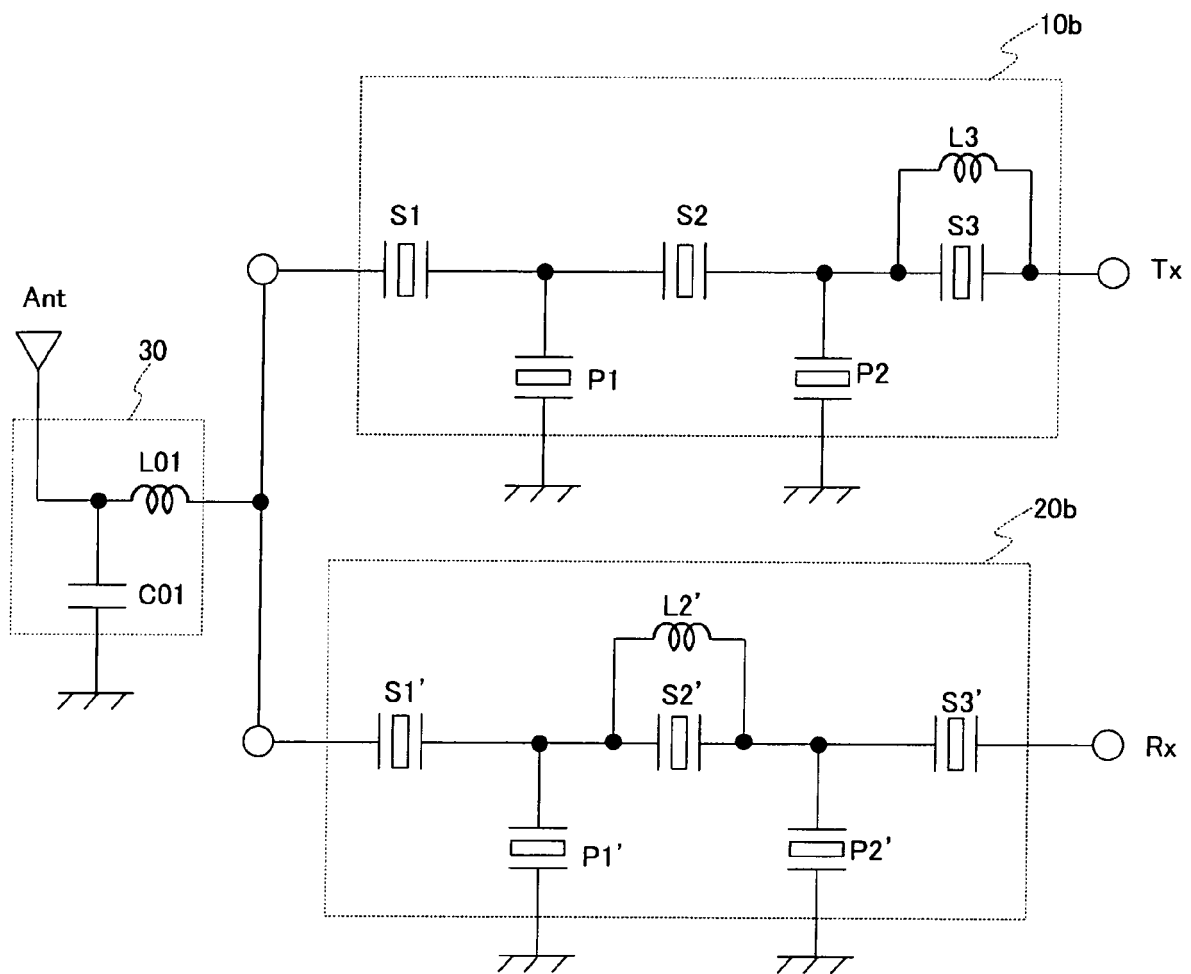 10b
L3
S1
S2
S3
Tx
Ant
30
P1
P2
L01
20b
C01
L2'
S1'
S2'
S3'
Rx
P1'
P2'